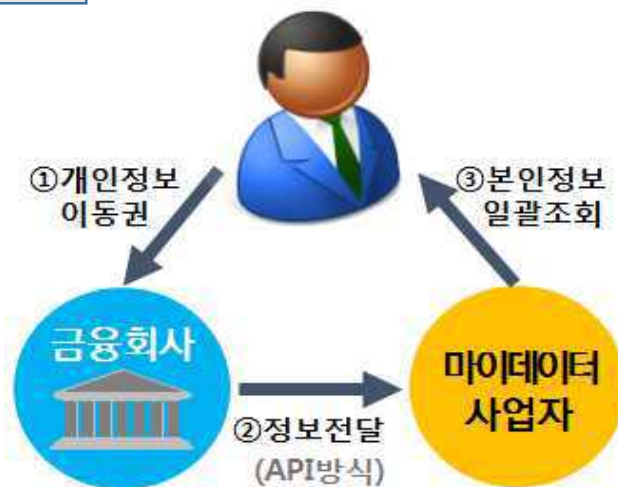 ①개인정보
이동권
③본인정보
일괄조회
금융회사
마이데이터
사업자
②정보전달
(API방식)